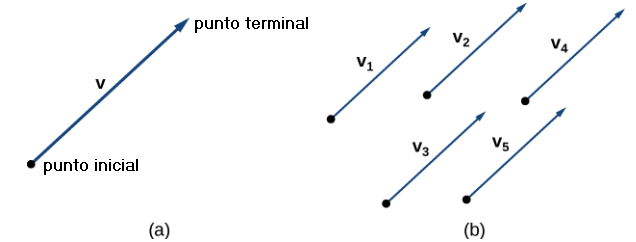 punto terminal
v
punto inicial
(a)
v₁
v₂
v₄
v₃
v₅
(b)